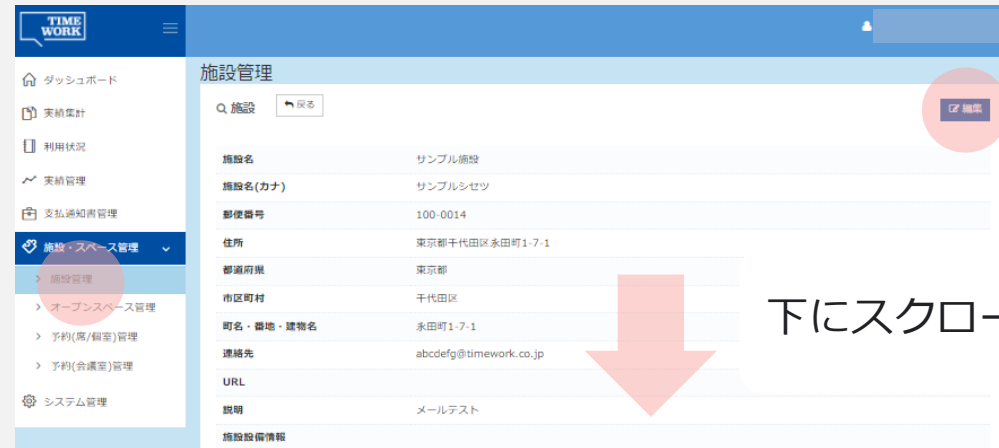 TIME
WORK
ダッシュボード
実績集計
利用状況
実績管理
支払通知書管理
施設・スペース管理
施設管理
オープンスペース管理
予約(席/個室)管理
予約(会議室)管理
システム管理
施設管理
施設 戻る
編集
施設名 サンプル施設
施設名(カナ) サンプルシセツ
郵便番号 100-0014
住所 東京都千代田区永田町1-7-1
都道府県 東京都
市区町村 千代田区
町名・番地・建物名 永田町1-7-1
連絡先 abcdefg@timework.co.jp
URL
説明 メールテスト
施設設備情報
下にスクロー